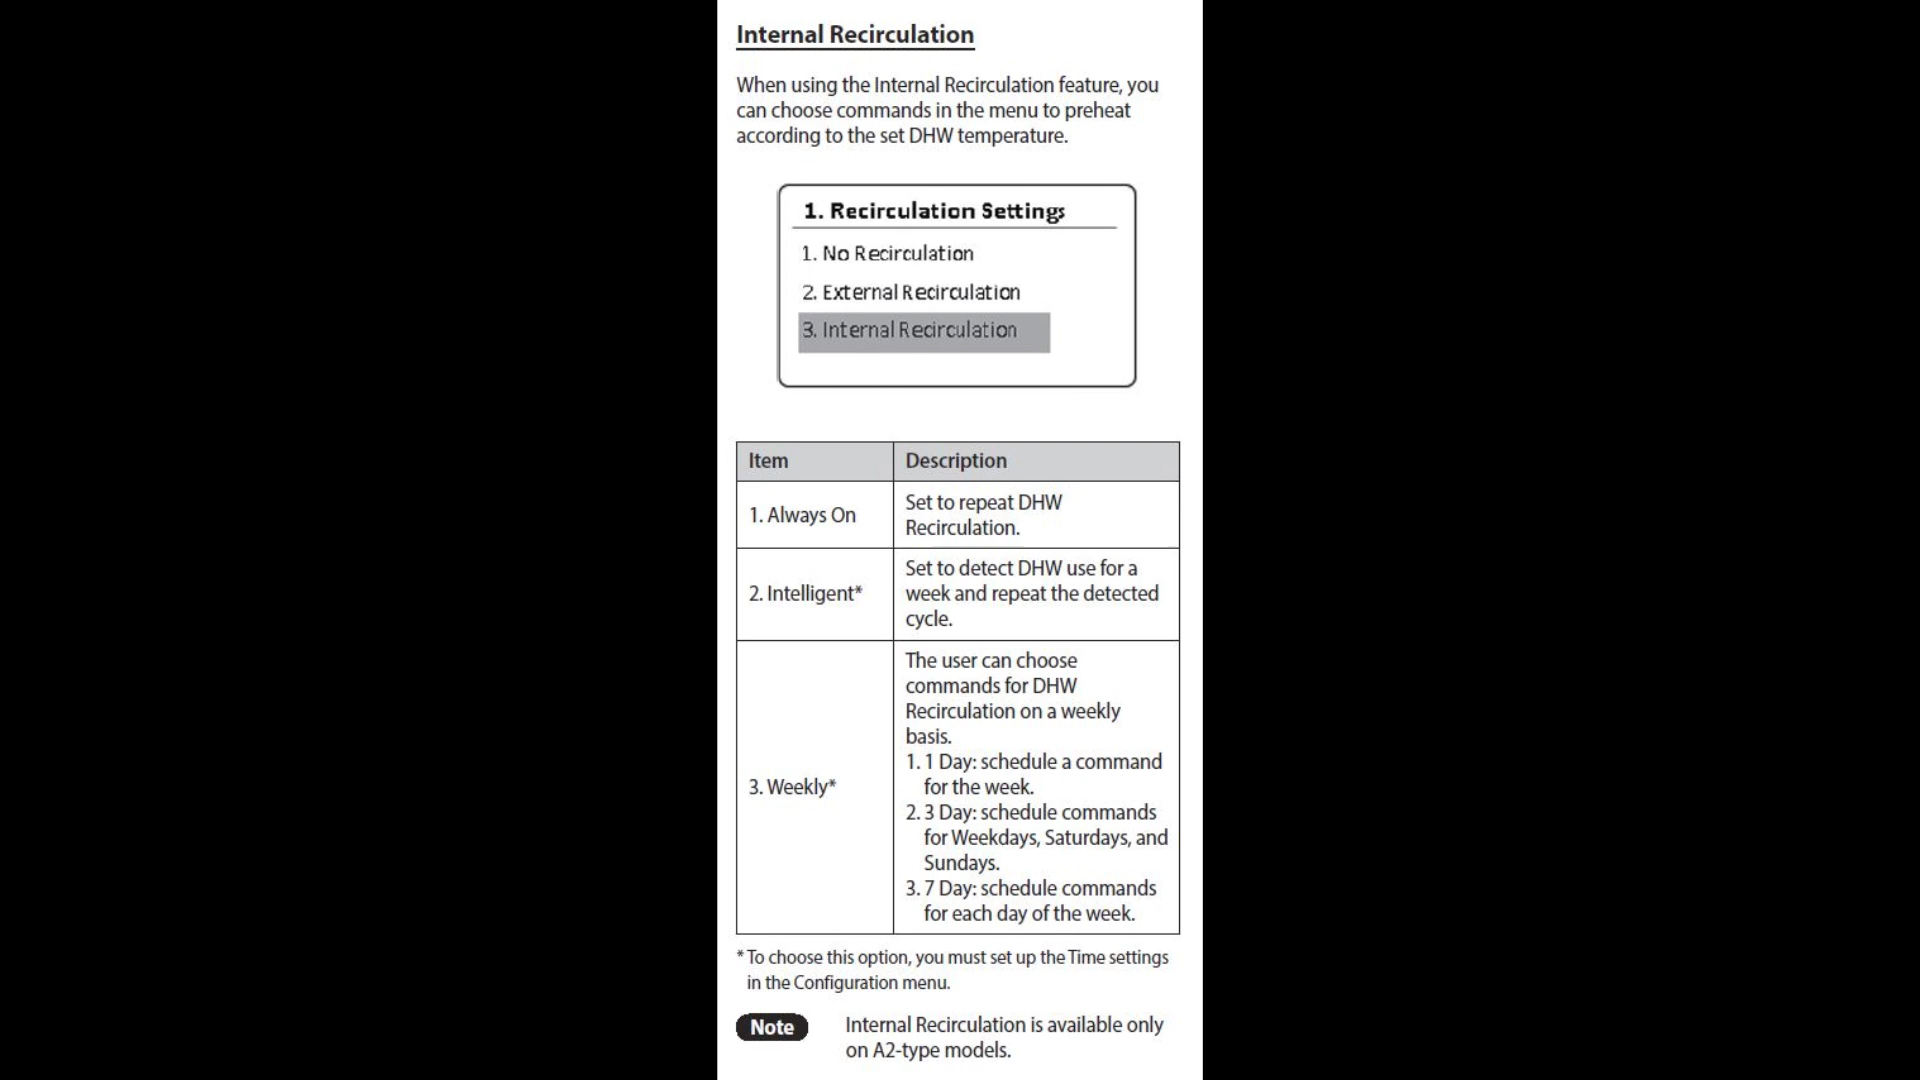 Internal Recirculation
When using the Internal Recirculation feature, you
can choose commands in the menu to preheat
according to the set DHW temperature.
1. Recirculation Settings
1. No Recirculation
2. External Recirculation
3. Internal Recirculation
Item Description
1. Always On
Set to repeat DHW
Recirculation.
2. Intelligent*
Set to detect DHW use for a
week and repeat the detected
cycle.
3. Weekly*
The user can choose
commands for DHW
Recirculation on a weekly
basis.
1. 1 Day: schedule a command
for the week.
2. 3 Day: schedule commands
for Weekdays, Saturdays, and
Sundays.
3. 7 Day: schedule commands
for each day of the week.
* To choose this option, you must set up the Time settings
in the Configuration menu.
Note
Internal Recirculation is available only
on A2-type models.